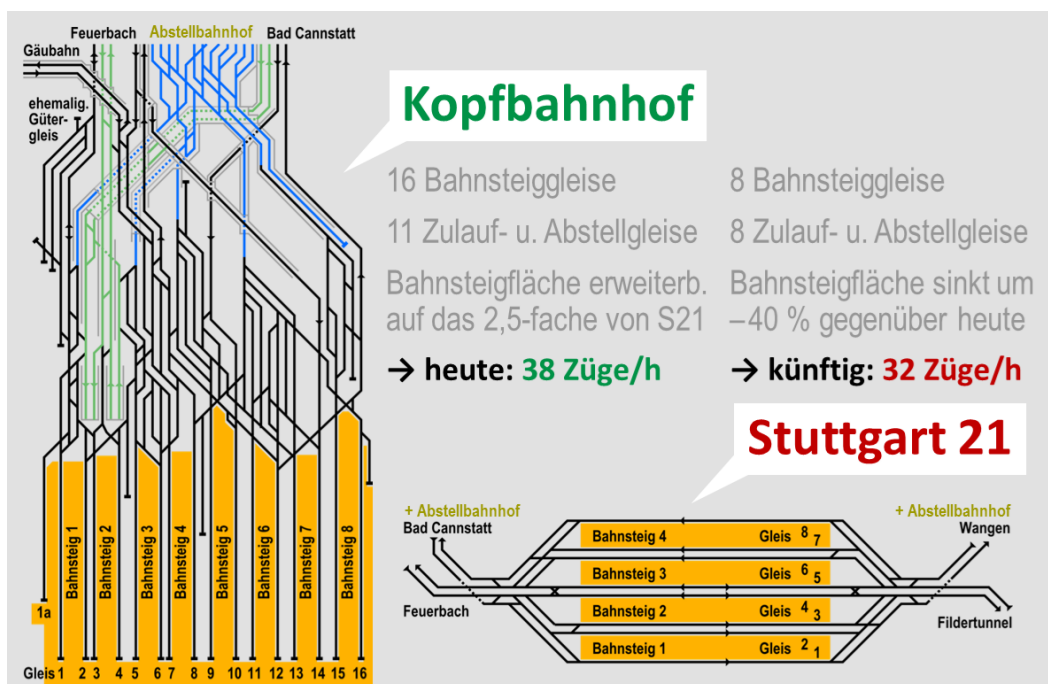 Feuerbach
Abstellbahnhof
Bad Cannstatt
Gäubahn
ehemalig.
Güter-
gleis
Kopfbahnhof
16 Bahnsteiggleise
11 Zulauf- u. Abstellgleise
Bahnsteigfläche erweiterb.
auf das 2,5-fache von S21
→ heute: 38 Züge/h
8 Bahnsteiggleise
8 Zulauf- u. Abstellgleise
Bahnsteigfläche sinkt um
–40 % gegenüber heute
→ künftig: 32 Züge/h
Stuttgart 21
Bahnsteig 1
Bahnsteig 2
Bahnsteig 3
Bahnsteig 4
Bahnsteig 5
Bahnsteig 6
Bahnsteig 7
Bahnsteig 8
1a
Gleis 1 2 3 4 5 6 7 8 9 10 11 12 13 14 15 16
+ Abstellbahnhof
Bad Cannstatt
Feuerbach
+ Abstellbahnhof
Wangen
Fildertunnel
Bahnsteig 4 Gleis 8 7
Bahnsteig 3 Gleis 6 5
Bahnsteig 2 Gleis 4 3
Bahnsteig 1 Gleis 2 1